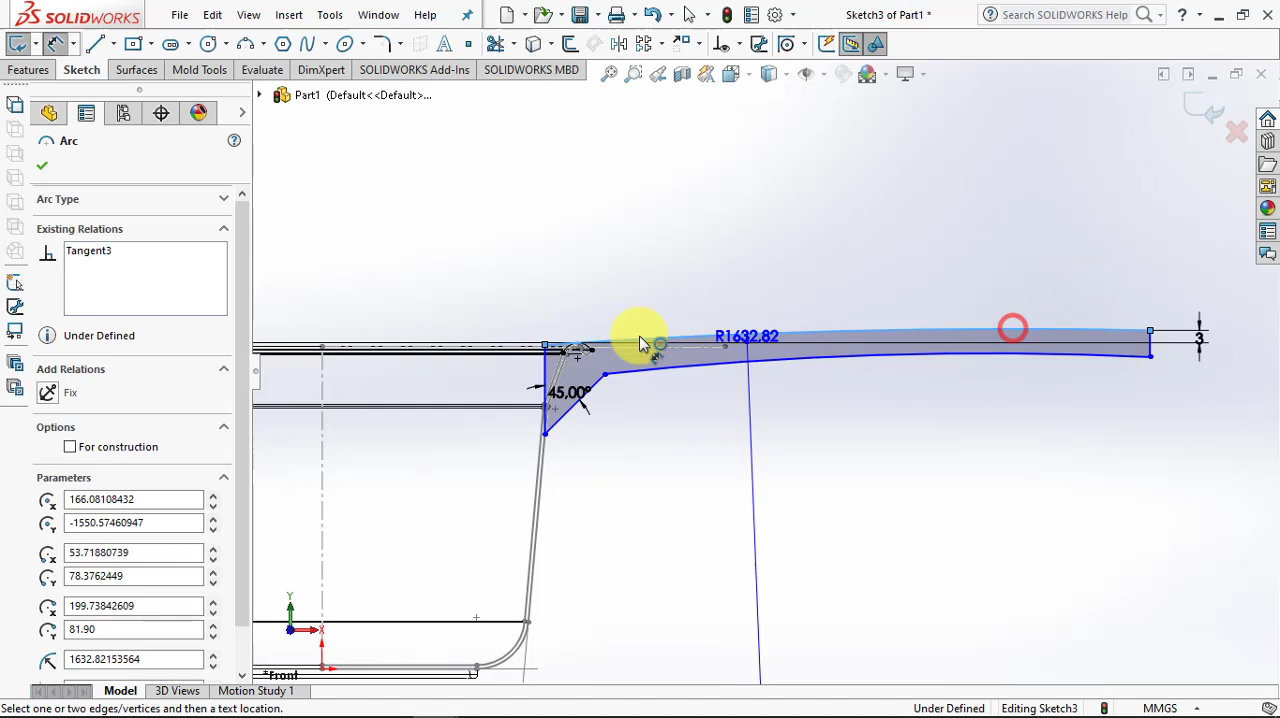 SOLIDWORKS File Edit View Insert Tools Window Help Sketch3 of Part1 * Search SOLIDWORKS Help
Features Sketch Surfaces Mold Tools Evaluate DimXpert SOLIDWORKS Add-Ins SOLIDWORKS MBD
Part1 (Default<<Default>...
Arc
Arc Type
Existing Relations
Tangent3
Under Defined
Add Relations
Fix
Options
For construction
Parameters
166.08108432
-1550.57460947
53.71880739
78.3762449
199.73842609
81.90
1632.82153564
R1632,82
3
45,00°
Y
X
*Front
Model 3D Views Motion Study 1
Select one or two edges/vertices and then a text location. Under Defined Editing Sketch3 MMGS